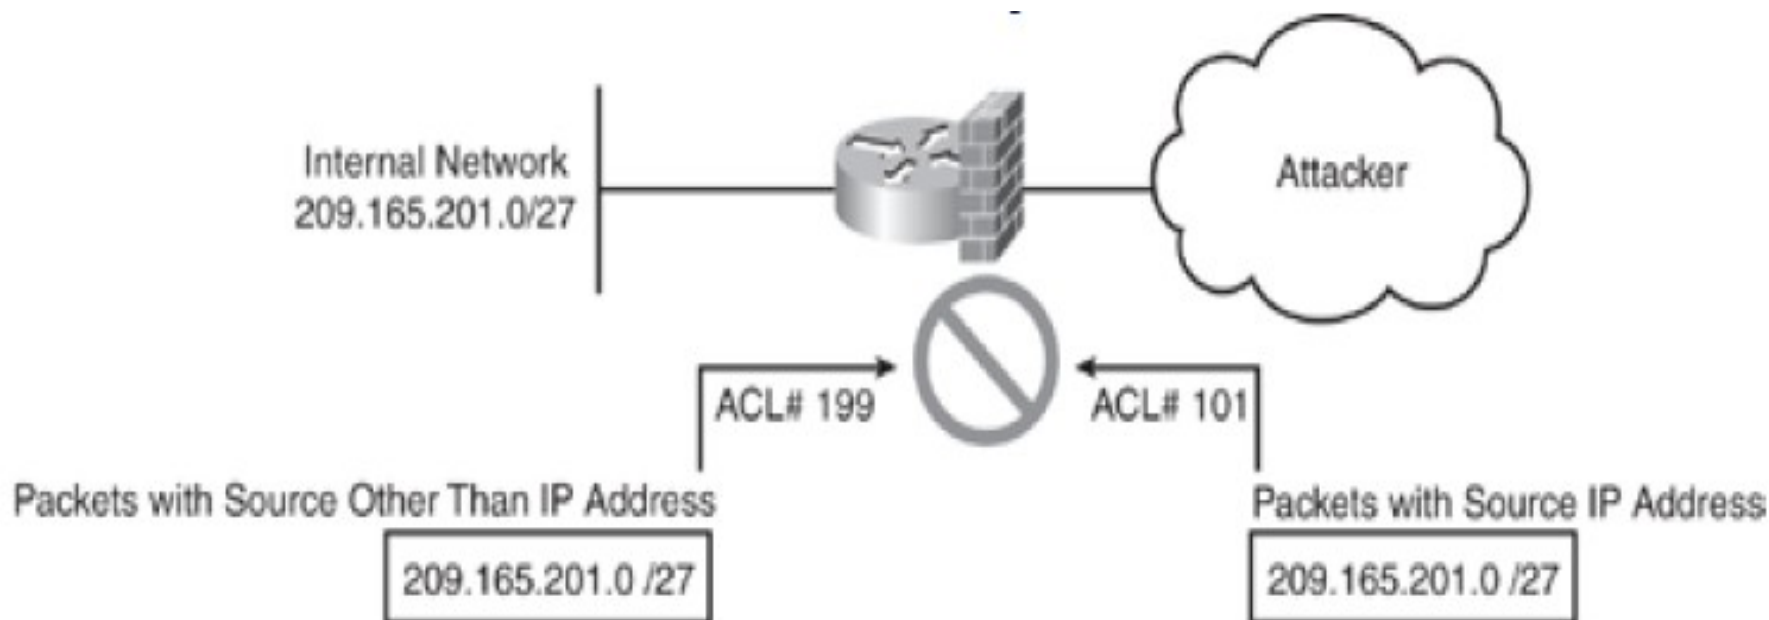 Internal Network
209.165.201.0/27
Attacker
ACL# 199
ACL# 101
Packets with Source Other Than IP Address
209.165.201.0 /27
Packets with Source IP Address
209.165.201.0 /27